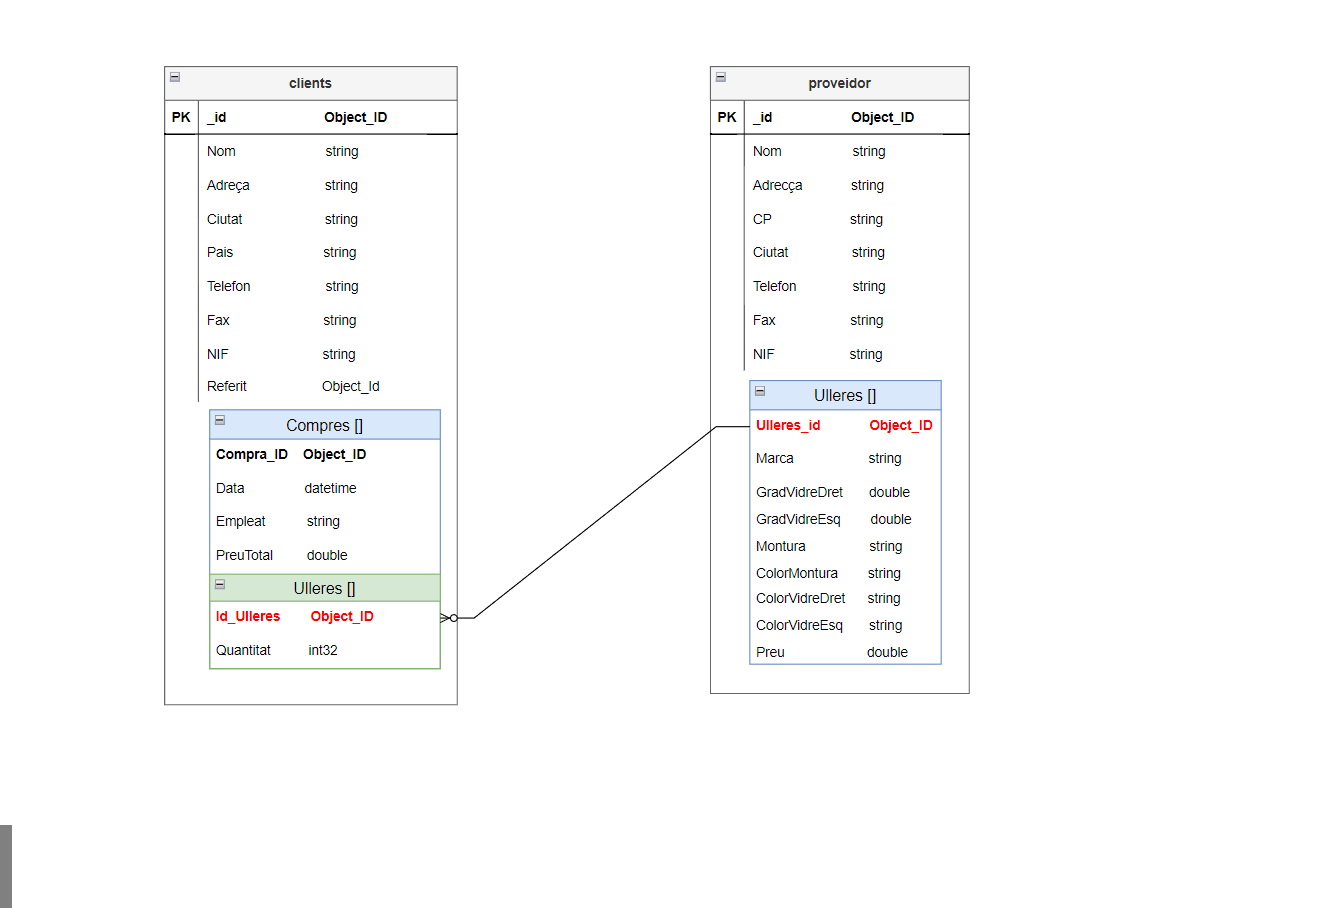 clients
PK _id Object_ID
Nom string
Adreça string
Ciutat string
Pais string
Telefon string
Fax string
NIF string
Referit Object_Id
Compres []
Compra_ID Object_ID
Data datetime
Empleat string
PreuTotal double
Ulleres []
Id_Ulleres Object_ID
Quantitat int32
proveidor
PK _id Object_ID
Nom string
Adrecça string
CP string
Ciutat string
Telefon string
Fax string
NIF string
Ulleres []
Ulleres_id Object_ID
Marca string
GradVidreDret double
GradVidreEsq double
Montura string
ColorMontura string
ColorVidreDret string
ColorVidreEsq string
Preu double